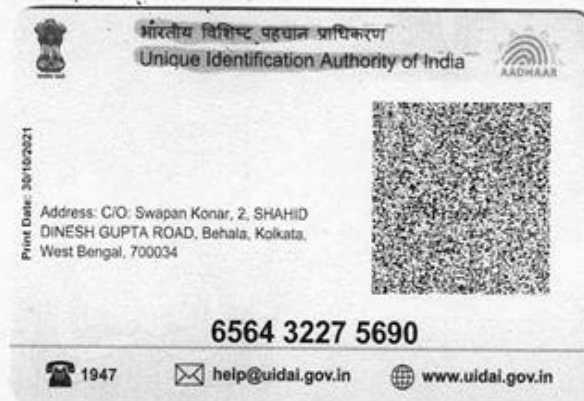 भारतीय विशिष्ट पहचान प्राधिकरण
Unique Identification Authority of India
AADHAAR
Print Date: 30/10/2021
Address: C/O: Swapan Konar, 2, SHAHID
DINESH GUPTA ROAD, Behala, Kolkata,
West Bengal, 700034
6564 3227 5690
1947
help@uidai.gov.in
www.uidai.gov.in